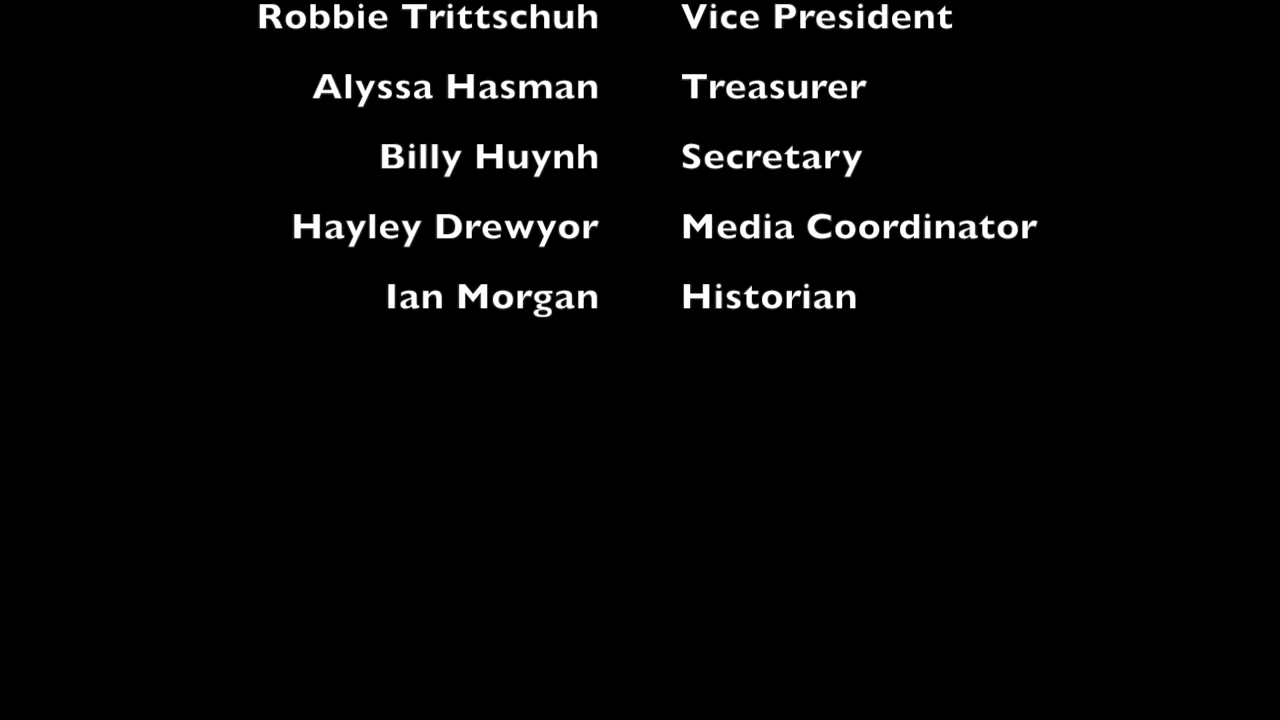 Robbie Trittschuh Vice President
Alyssa Hasman Treasurer
Billy Huynh Secretary
Hayley Drewyor Media Coordinator
Ian Morgan Historian